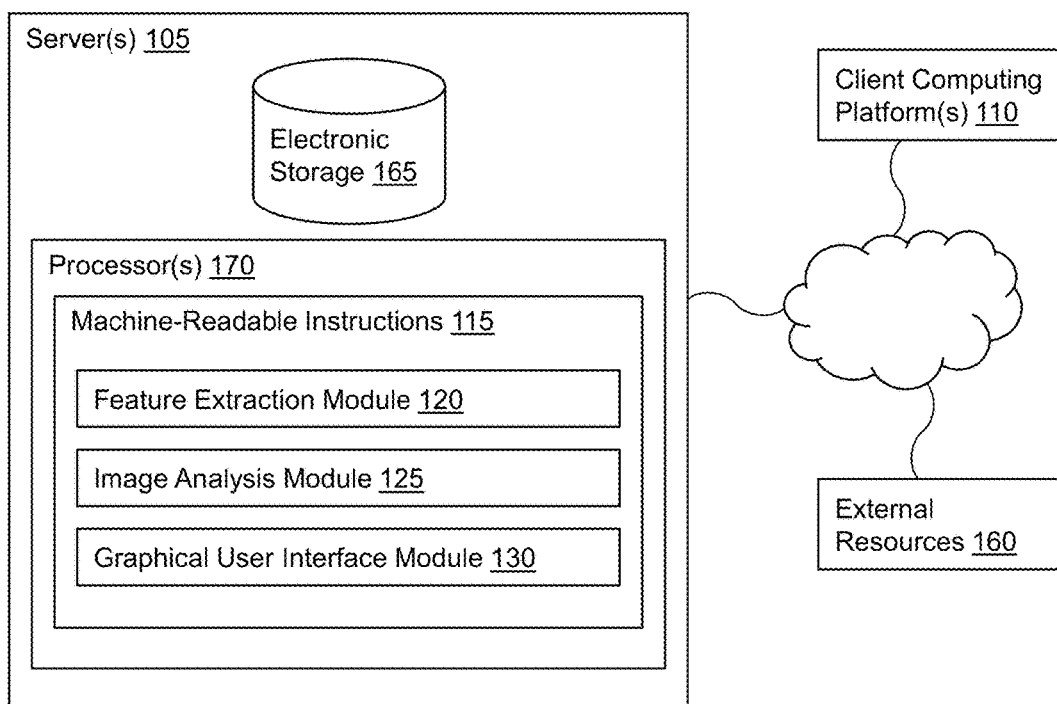 Server(s) 105
Electronic
Storage 165
Processor(s) 170
Machine-Readable Instructions 115
Feature Extraction Module 120
Image Analysis Module 125
Graphical User Interface Module 130
Client Computing
Platform(s) 110
External
Resources 160